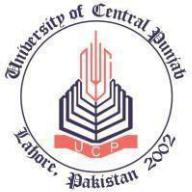 University of Central Punjab
UCP
Lahore, Pakistan 2002